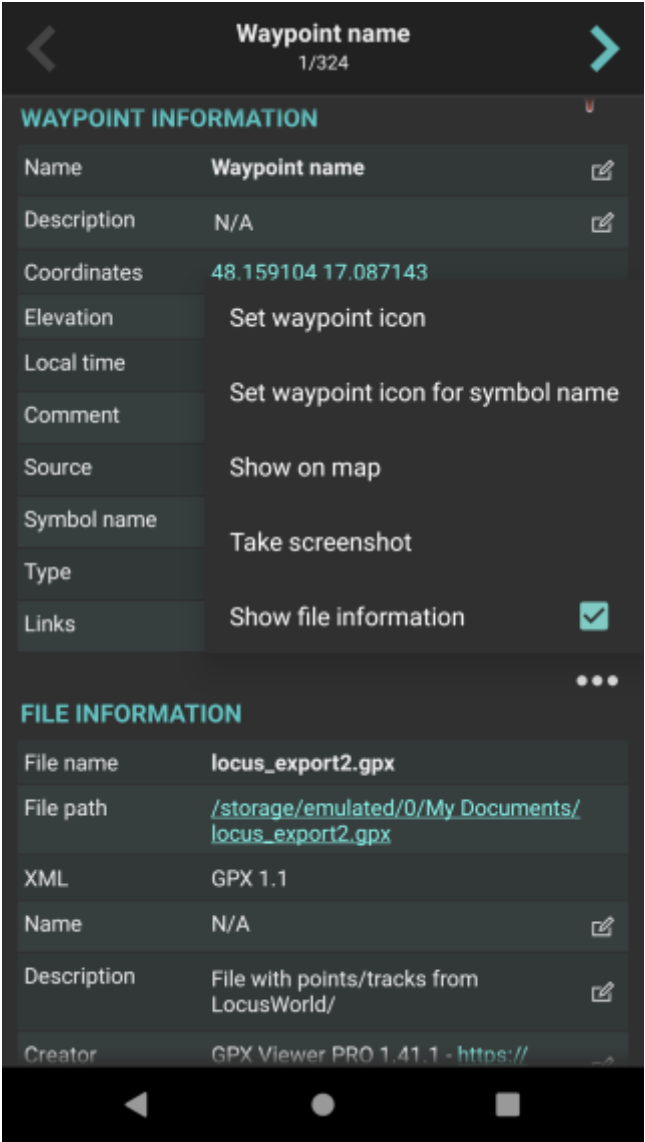 Waypoint name
1/324
WAYPOINT INFORMATION
Name Waypoint name
Description N/A
Coordinates 48.159104 17.087143
Elevation
Local time
Comment
Source
Symbol name
Type
Links
Set waypoint icon
Set waypoint icon for symbol name
Show on map
Take screenshot
Show file information
FILE INFORMATION
File name locus_export2.gpx
File path /storage/emulated/0/My Documents/
locus_export2.gpx
XML GPX 1.1
Name N/A
Description File with points/tracks from
LocusWorld/
Creator GPX Viewer PRO 1.41.1 - https://